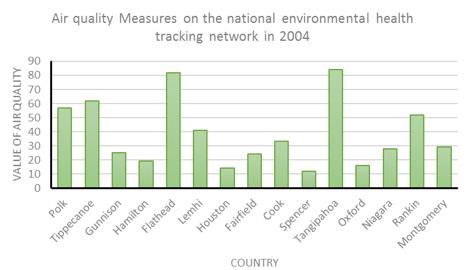 Air quality Measures on the national environmental health
tracking network in 2004
VALUE OF AIR QUALITY
90
80
70
60
50
40
30
20
10
0
Polk
Tippecanoe
Gunnison
Hamilton
Flathead
Lemhi
Houston
Fairfield
Cook
Spencer
Tangipahoa
Oxford
Niagara
Rankin
Montgomery
COUNTRY